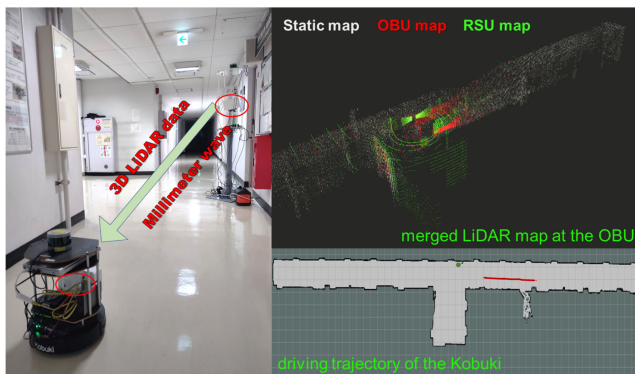 Static map OBU map RSU map
3D LiDAR data
Millimeter wave
merged LiDAR map at the OBU
Kobuki
driving trajectory of the Kobuki